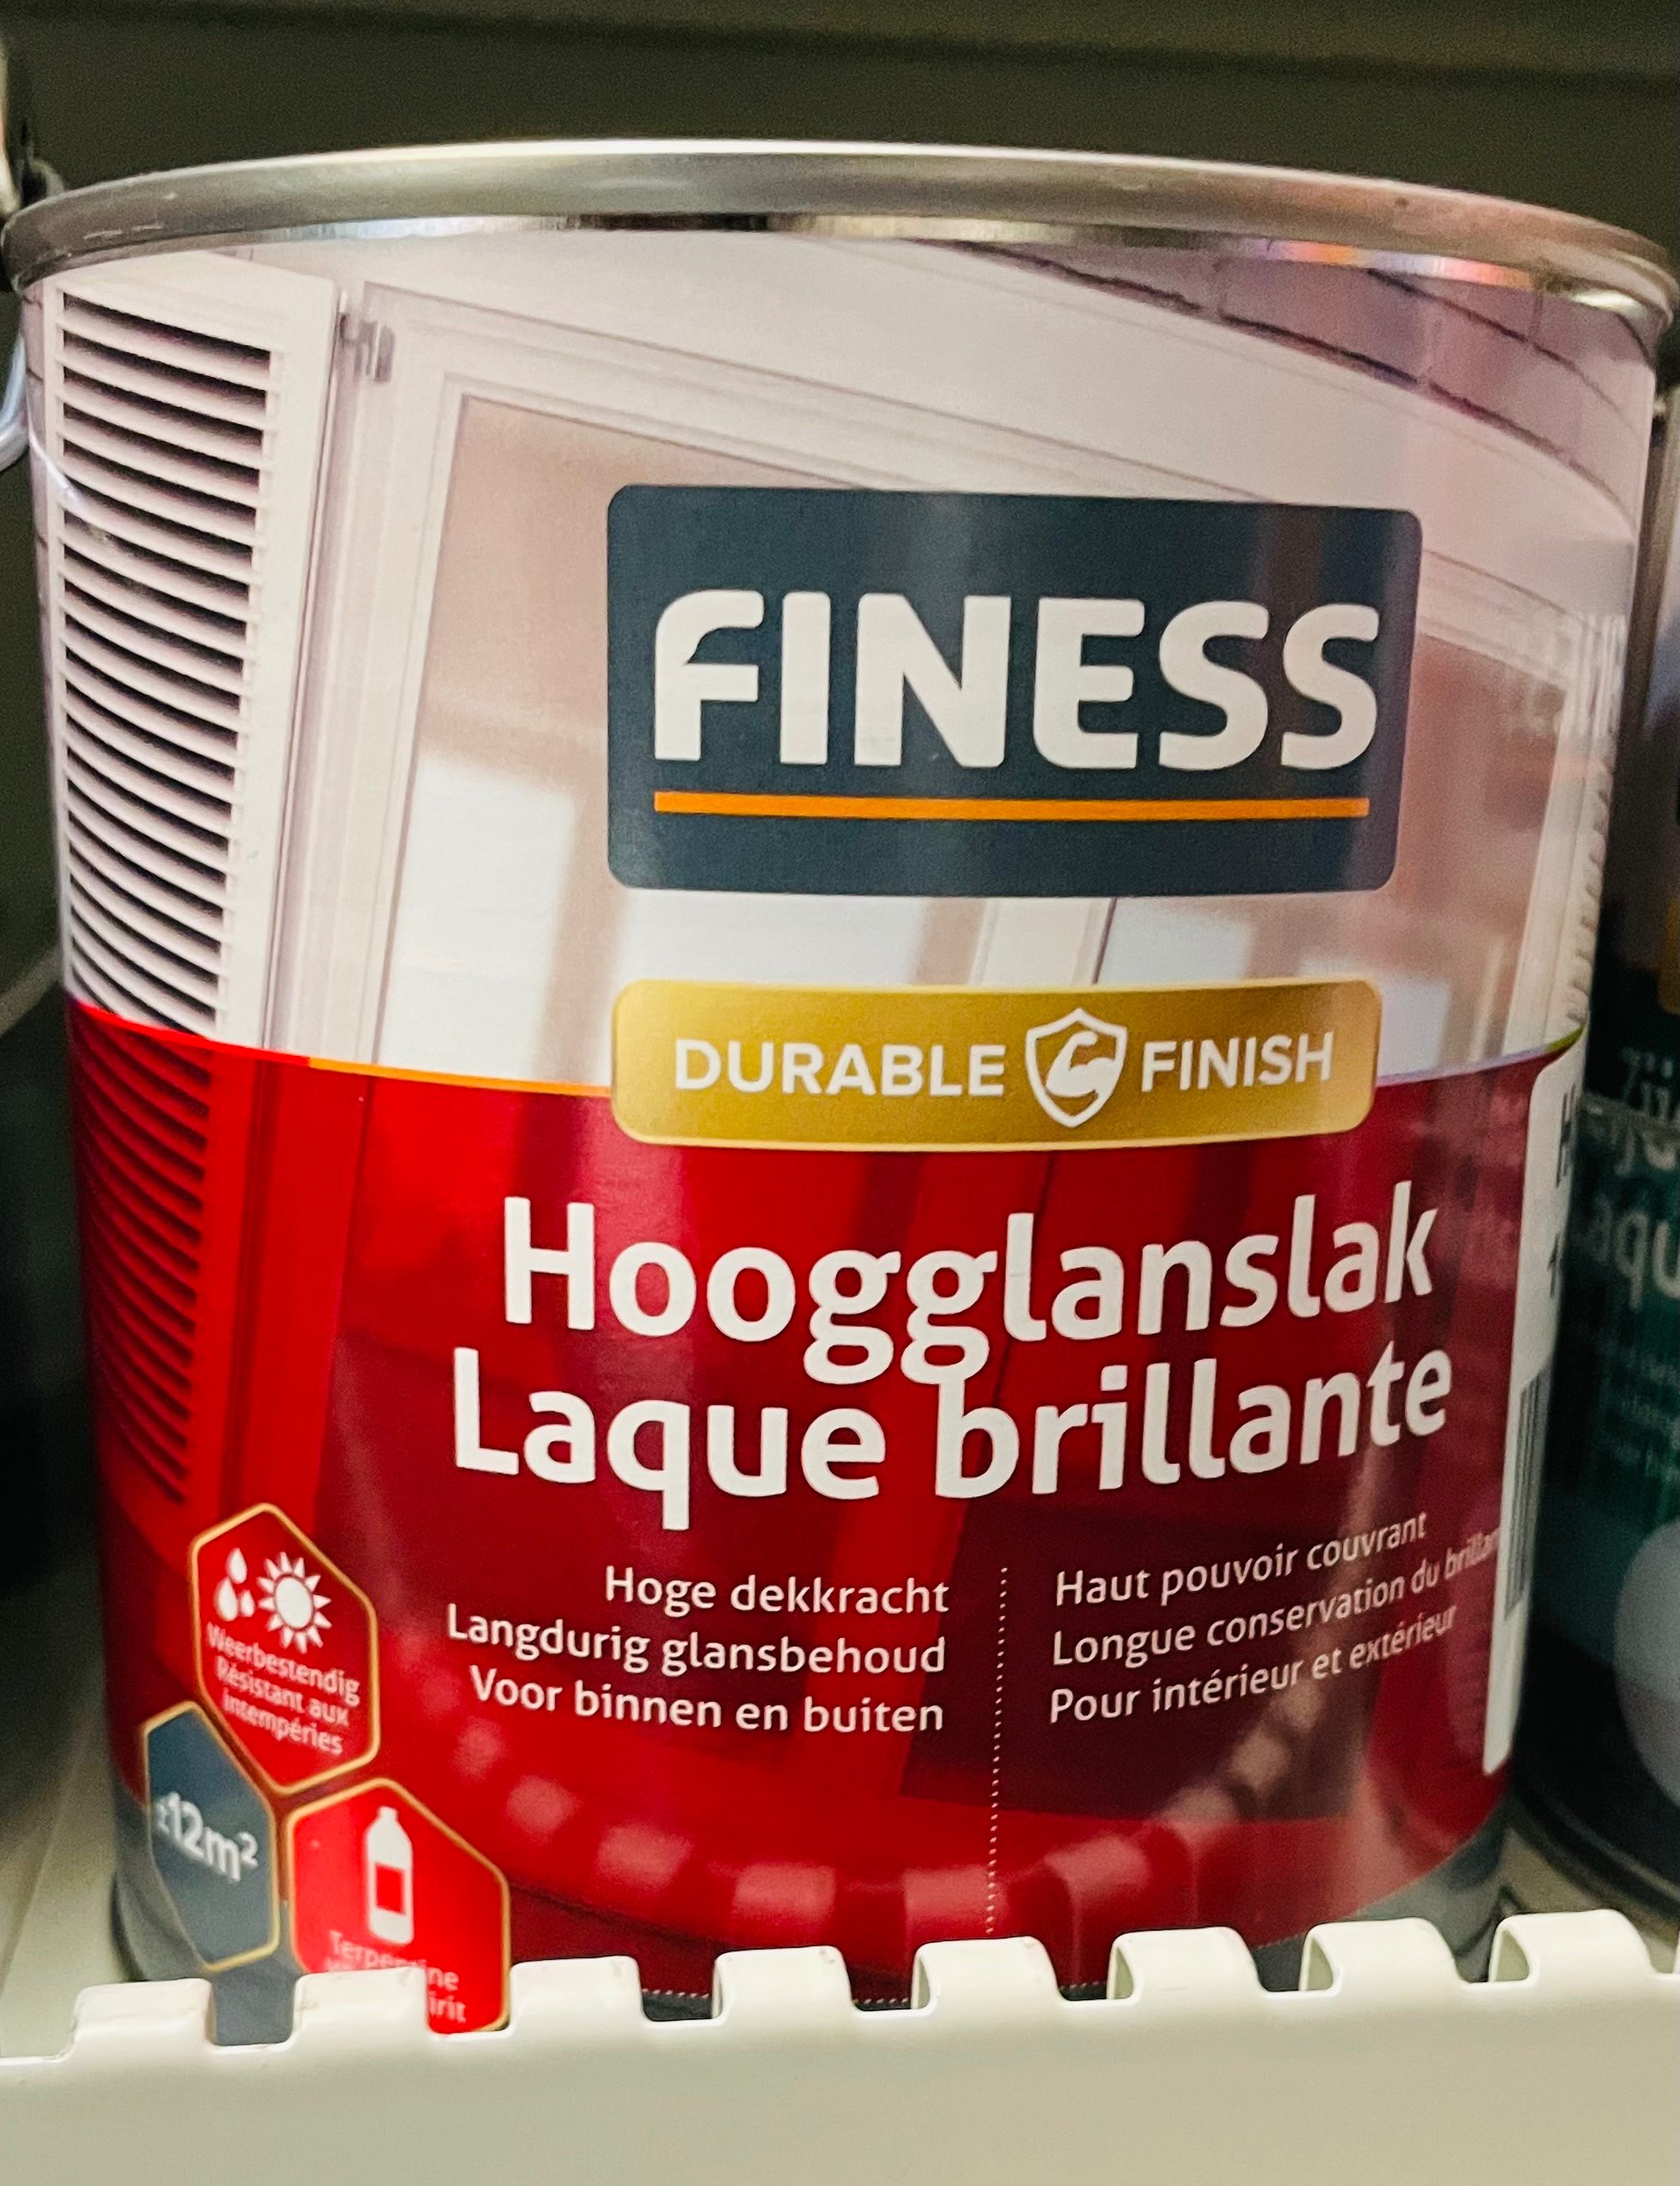 FINESS
DURABLE FINISH
Hoogglanslak
Laque brillante
Hoge dekkracht
Langdurig glansbehoud
Voor binnen en buiten
Haut pouvoir couvrant
Longue conservation du
Pour intérieur et extérieur
Weerbestendig
Résistant aux
intempéries
±12m²